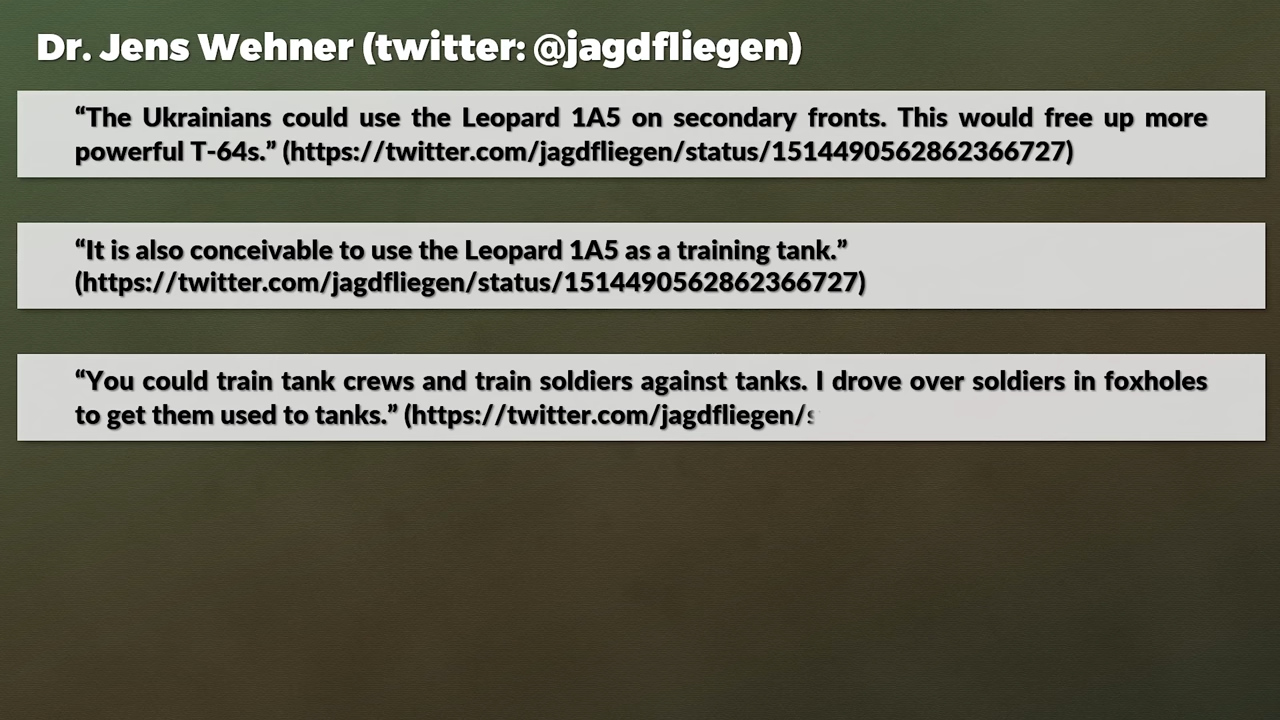 Dr. Jens Wehner (twitter: @jagdfliegen)
“The Ukrainians could use the Leopard 1A5 on secondary fronts. This would free up more
powerful T-64s.” (https://twitter.com/jagdfliegen/status/1514490562862366727)
“It is also conceivable to use the Leopard 1A5 as a training tank.”
(https://twitter.com/jagdfliegen/status/1514490562862366727)
“You could train tank crews and train soldiers against tanks. I drove over soldiers in foxholes
to get them used to tanks.” (https://twitter.com/jagdfliegen/s